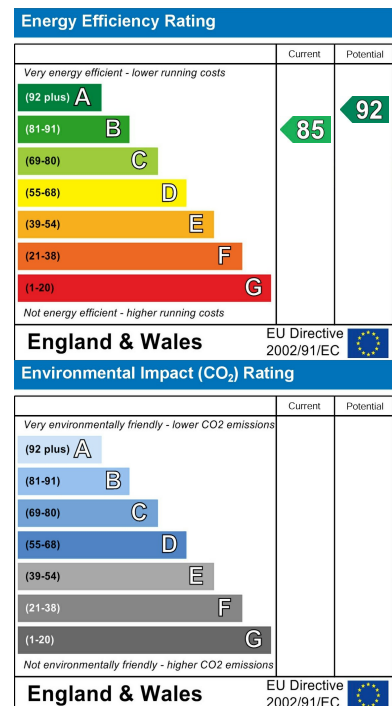 Energy Efficiency Rating
Current Potential
Very energy efficient - lower running costs
(92 plus) A
(81-91) B
(69-80) C
(55-68) D
(39-54) E
(21-38) F
(1-20) G
85
92
Not energy efficient - higher running costs
England & Wales
EU Directive
2002/91/EC
Environmental Impact (CO₂) Rating
Current Potential
Very environmentally friendly - lower CO2 emissions
(92 plus) A
(81-91) B
(69-80) C
(55-68) D
(39-54) E
(21-38) F
(1-20) G
Not environmentally friendly - higher CO2 emissions
England & Wales
EU Directive
2002/91/EC